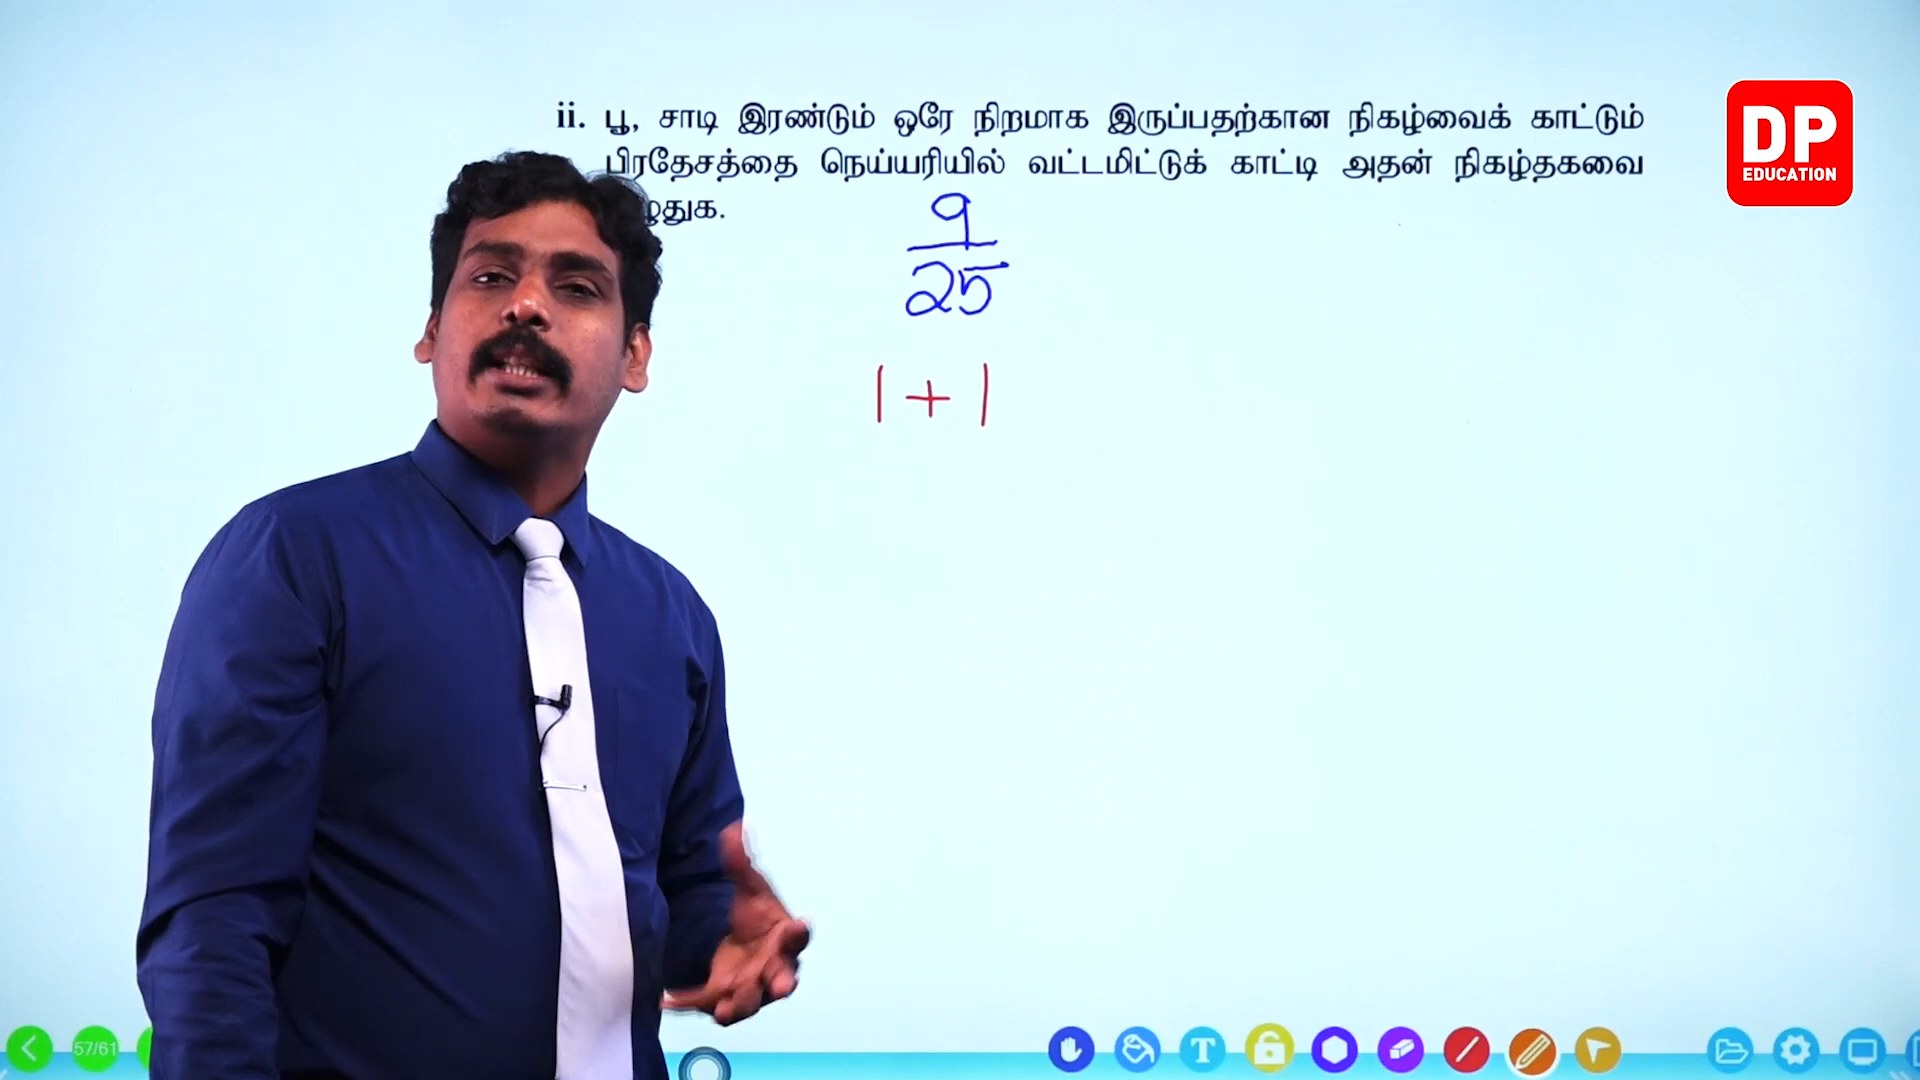 ii. பூ, சாடி இரண்டும் ஒரே நிறமாக இருப்பதற்கான நிகழ்வைக் காட்டும்
பிரதேசத்தை நெய்யரியில் வட்டமிட்டுக் காட்டி அதன் நிகழ்தகவை
ழுதுக.
9
25
1 + 1
DP
EDUCATION
57/61
T